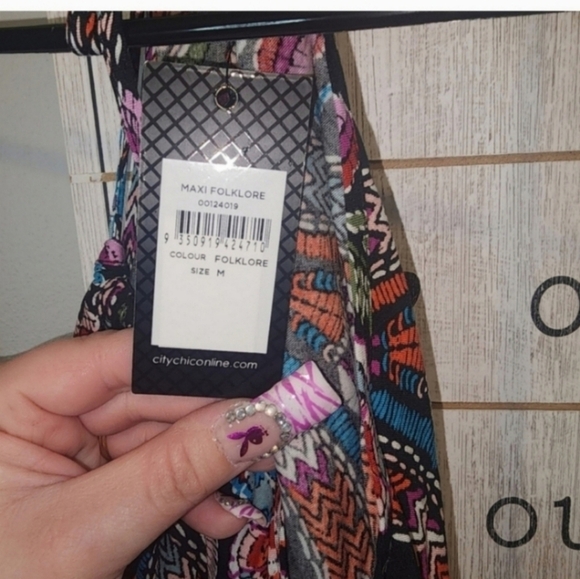 MAXI FOLKLORE
00124019
9 350919 424710
COLOUR FOLKLORE
SIZE M
citychiconline.com